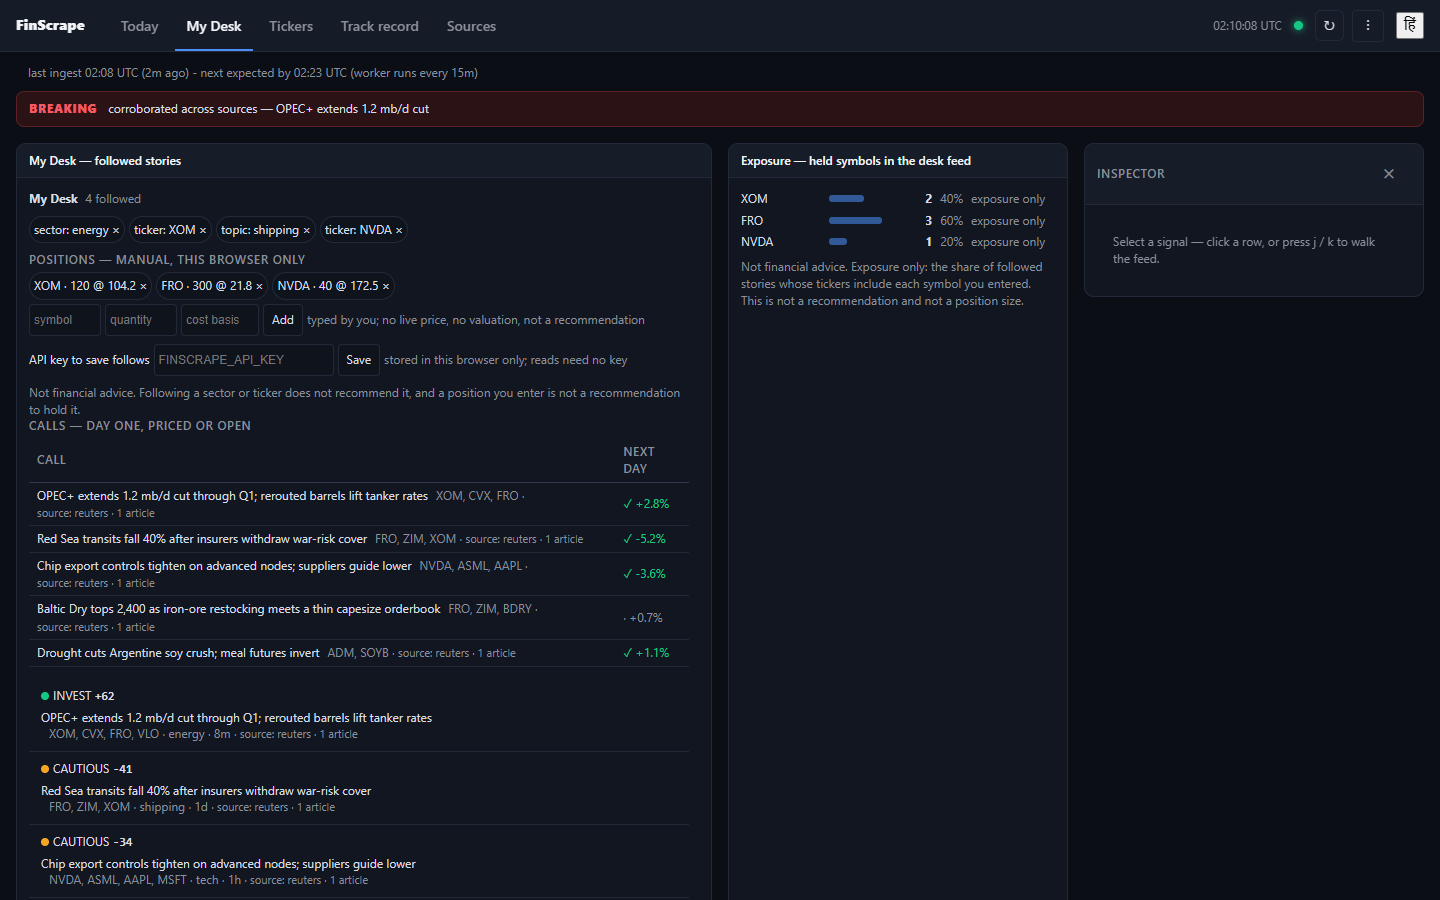 FinScrape Today My Desk Tickers Track record Sources 02:10:08 UTC ↻ ⋮ हिं
last ingest 02:08 UTC (2m ago) - next expected by 02:23 UTC (worker runs every 15m)
BREAKING corroborated across sources — OPEC+ extends 1.2 mb/d cut
My Desk — followed stories
My Desk 4 followed
sector: energy × ticker: XOM × topic: shipping × ticker: NVDA ×
POSITIONS — MANUAL, THIS BROWSER ONLY
XOM · 120 @ 104.2 × FRO · 300 @ 21.8 × NVDA · 40 @ 172.5 ×
symbol quantity cost basis Add typed by you; no live price, no valuation, not a recommendation
API key to save follows FINSCRAPE_API_KEY Save stored in this browser only; reads need no key
Not financial advice. Following a sector or ticker does not recommend it, and a position you enter is not a recommendation
to hold it.
CALLS — DAY ONE, PRICED OR OPEN
CALL NEXT
DAY
OPEC+ extends 1.2 mb/d cut through Q1; rerouted barrels lift tanker rates XOM, CVX, FRO ·
source: reuters · 1 article
✓ +2.8%
Red Sea transits fall 40% after insurers withdraw war-risk cover FRO, ZIM, XOM · source: reuters · 1 article ✓ -5.2%
Chip export controls tighten on advanced nodes; suppliers guide lower NVDA, ASML, AAPL ·
source: reuters · 1 article
✓ -3.6%
Baltic Dry tops 2,400 as iron-ore restocking meets a thin capesize orderbook FRO, ZIM, BDRY ·
source: reuters · 1 article
· +0.7%
Drought cuts Argentine soy crush; meal futures invert ADM, SOYB · source: reuters · 1 article ✓ +1.1%
INVEST +62
OPEC+ extends 1.2 mb/d cut through Q1; rerouted barrels lift tanker rates
XOM, CVX, FRO, VLO · energy · 8m · source: reuters · 1 article
CAUTIOUS -41
Red Sea transits fall 40% after insurers withdraw war-risk cover
FRO, ZIM, XOM · shipping · 1d · source: reuters · 1 article
CAUTIOUS -34
Chip export controls tighten on advanced nodes; suppliers guide lower
NVDA, ASML, AAPL, MSFT · tech · 1h · source: reuters · 1 article
Exposure — held symbols in the desk feed
XOM 2 40% exposure only
FRO 3 60% exposure only
NVDA 1 20% exposure only
Not financial advice. Exposure only: the share of followed
stories whose tickers include each symbol you entered.
This is not a recommendation and not a position size.
INSPECTOR ×
Select a signal — click a row, or press j / k to walk
the feed.